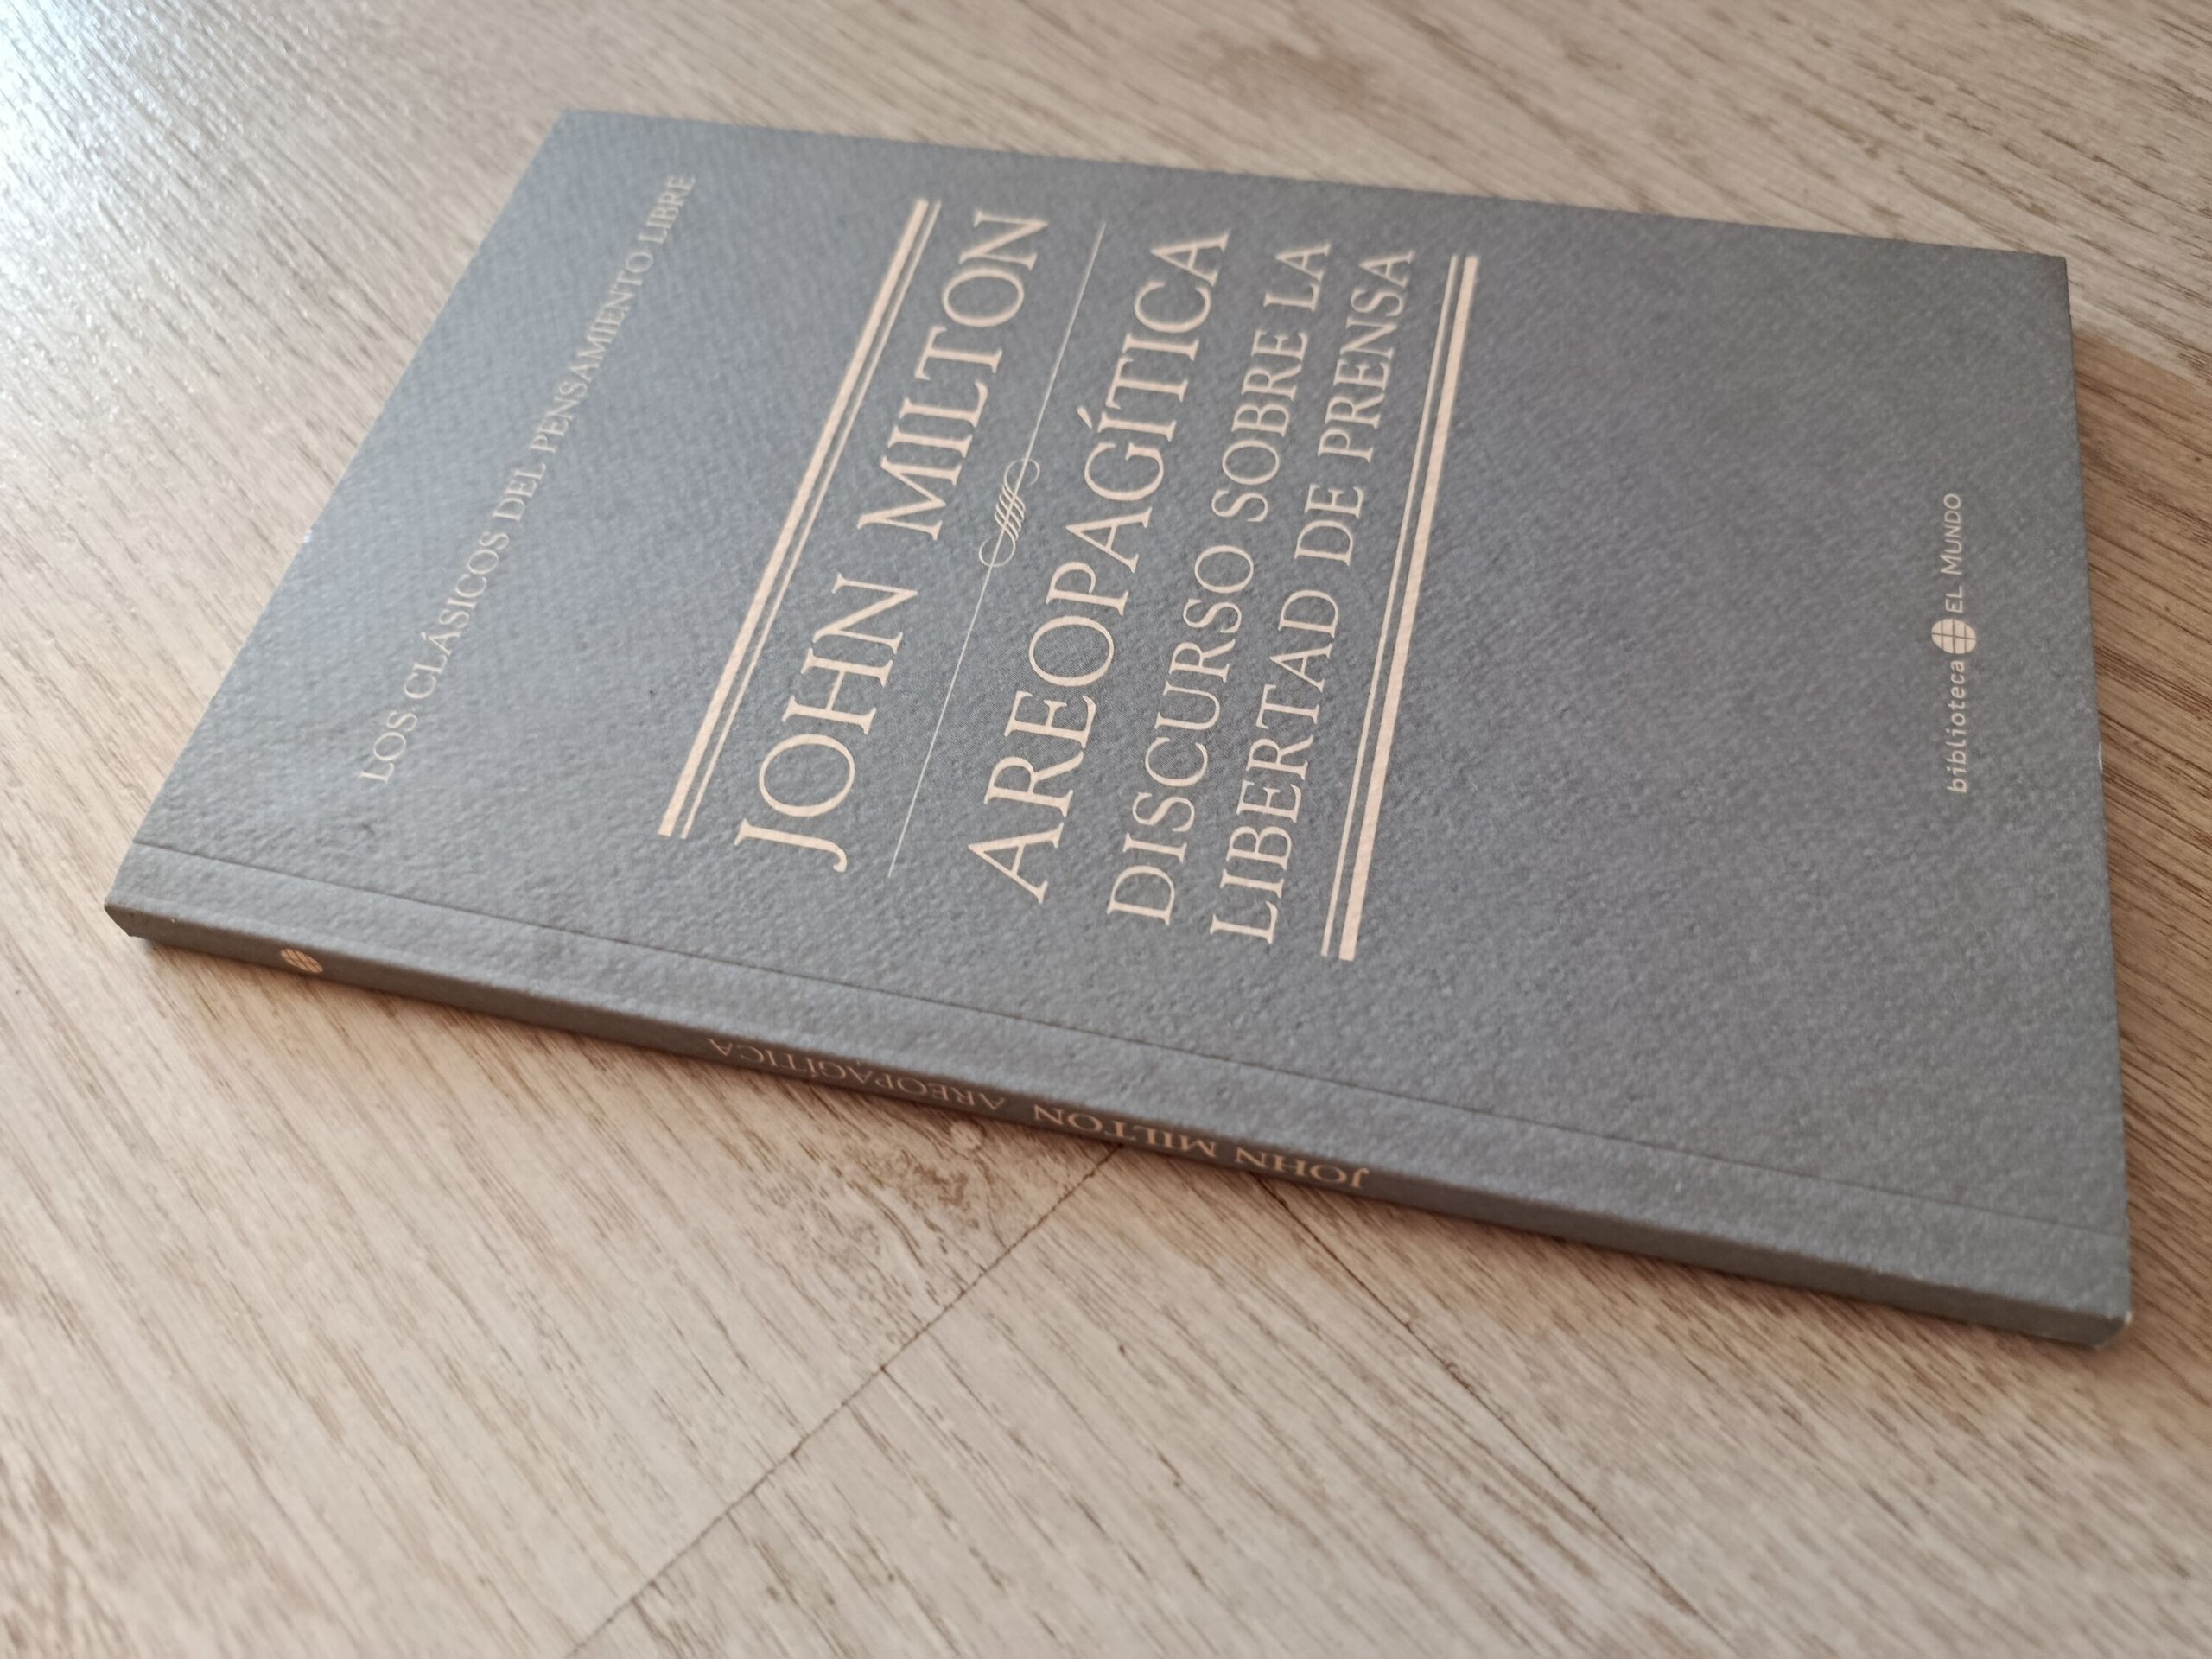 LOS CLÁSICOS DEL PENSAMIENTO LIBRE
JOHN MILTON
AREOPAGÍTICA
DISCURSO SOBRE LA
LIBERTAD DE PRENSA
biblioteca EL MUNDO
JOHN MILTON AREOPAGÍTICA